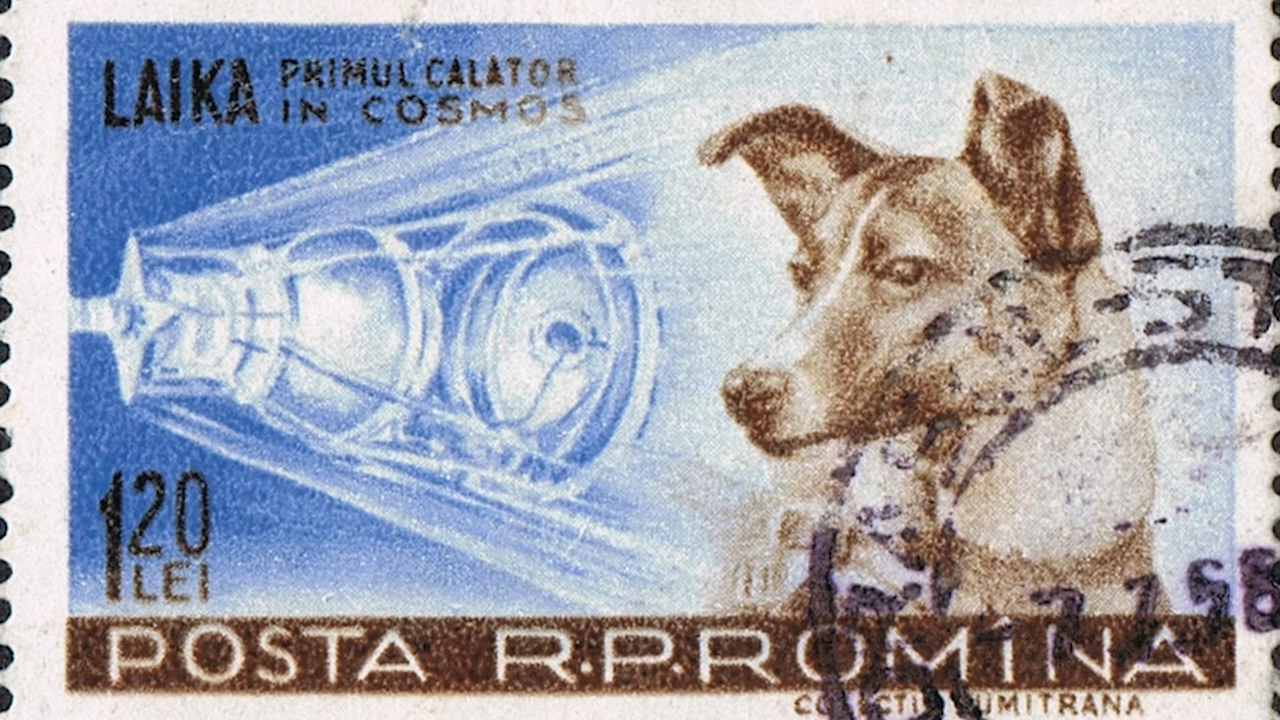 LAIKA PRIMUL CALATOR
IN COSMOS
1 20
LEI
POSTA R.P.ROMINA